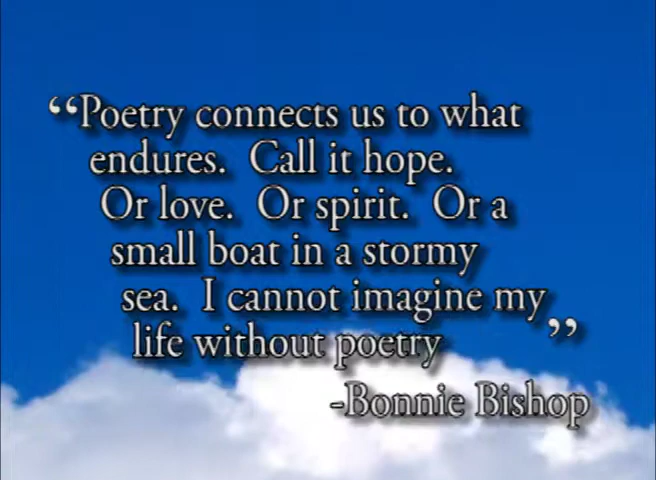 “Poetry connects us to what
endures. Call it hope.
Or love. Or spirit. Or a
small boat in a stormy
sea. I cannot imagine my
life without poetry ”
-Bonnie Bishop